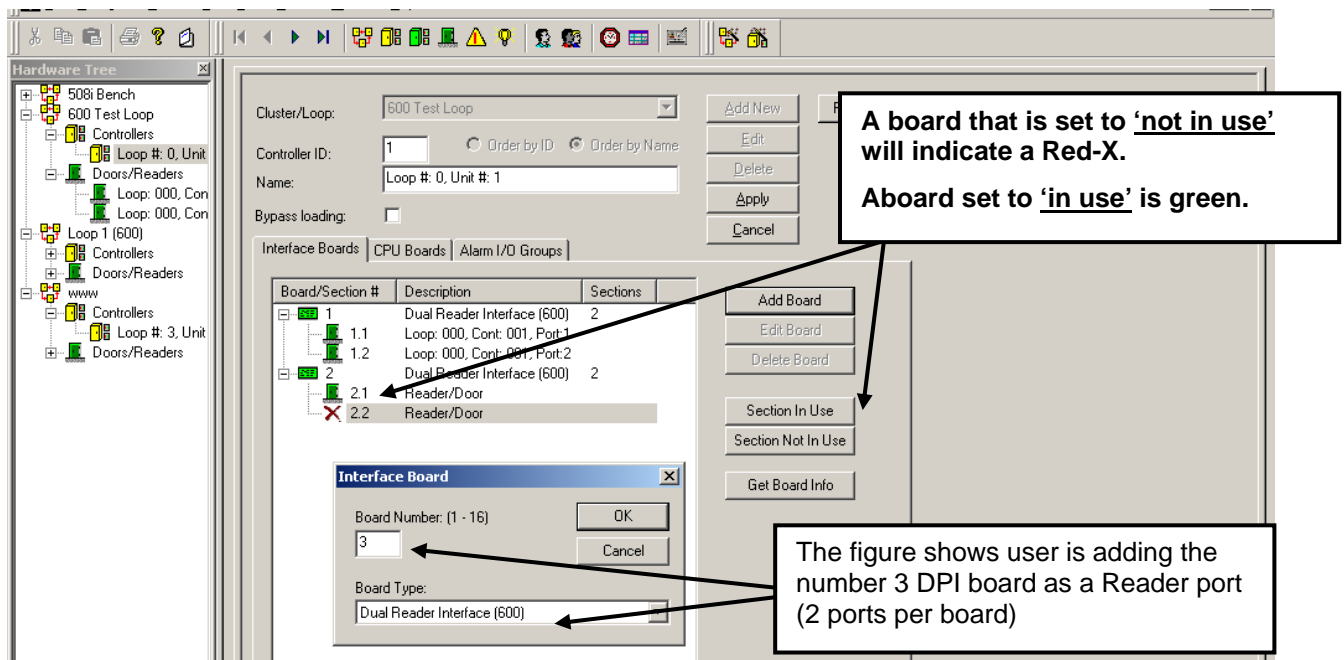 Hardware Tree
508i Bench
600 Test Loop
Controllers
Loop #: 0, Unit
Doors/Readers
Loop: 000, Con
Loop: 000, Con
Loop 1 (600)
Controllers
Doors/Readers
www
Controllers
Loop #: 3, Unit
Doors/Readers
Cluster/Loop:
600 Test Loop
Add New
Controller ID:
1
Order by ID
Order by Name
Edit
Name:
Loop #: 0, Unit #: 1
Delete
Bypass loading:
Apply
Cancel
A board that is set to 'not in use'
will indicate a Red-X.
Aboard set to 'in use' is green.
Interface Boards
CPU Boards
Alarm I/O Groups
Board/Section #
Description
Sections
1 Dual Reader Interface (600) 2
1.1 Loop: 000, Cont: 001, Port:1
1.2 Loop: 000, Cont: 001, Port:2
2 Dual Reader Interface (600) 2
2.1 Reader/Door
2.2 Reader/Door
Add Board
Edit Board
Delete Board
Section In Use
Section Not In Use
Get Board Info
Interface Board
Board Number: (1 - 16)
3
OK
Cancel
Board Type:
Dual Reader Interface (600)
The figure shows user is adding the
number 3 DPI board as a Reader port
(2 ports per board)